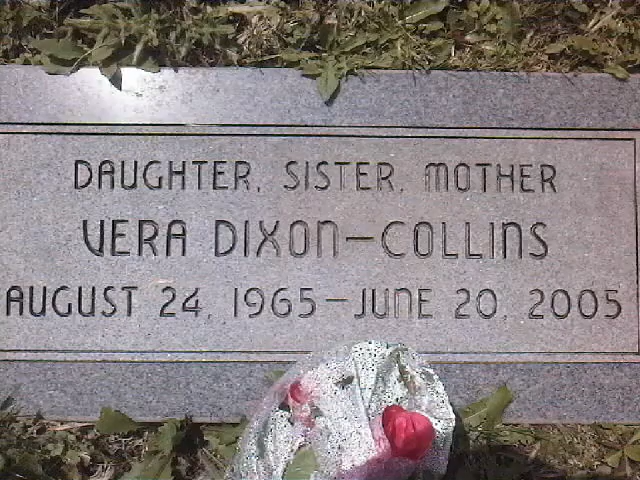 DAUGHTER, SISTER, MOTHER
VERA DIXON-COLLINS
AUGUST 24, 1965-JUNE 20, 2005